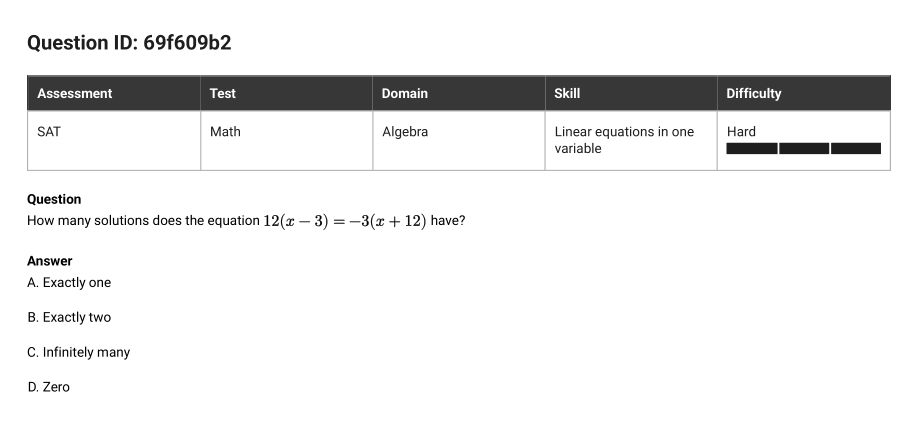 Question ID: 69f609b2
Assessment Test Domain Skill Difficulty
SAT Math Algebra Linear equations in one variable Hard
Question
How many solutions does the equation 12(x − 3) = −3(x + 12) have?
Answer
A. Exactly one
B. Exactly two
C. Infinitely many
D. Zero